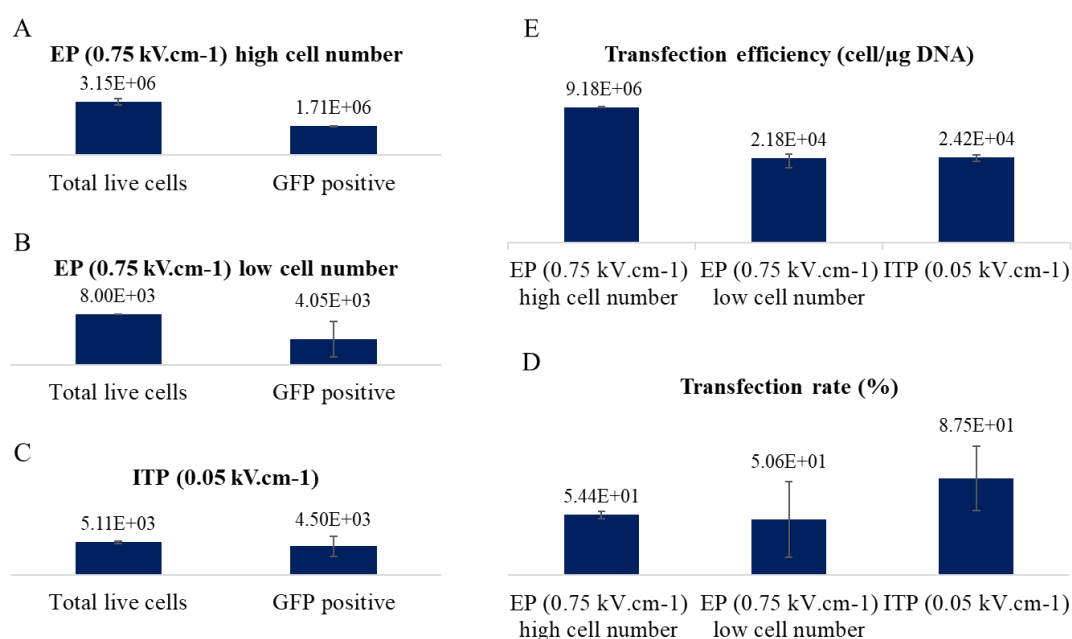 A
EP (0.75 kV.cm-1) high cell number
3.15E+06
1.71E+06
Total live cells
GFP positive
B
EP (0.75 kV.cm-1) low cell number
8.00E+03
4.05E+03
Total live cells
GFP positive
C
ITP (0.05 kV.cm-1)
5.11E+03
4.50E+03
Total live cells
GFP positive
E
Transfection efficiency (cell/µg DNA)
9.18E+06
2.18E+04
2.42E+04
EP (0.75 kV.cm-1)
high cell number
EP (0.75 kV.cm-1)
low cell number
ITP (0.05 kV.cm-1)
D
Transfection rate (%)
5.44E+01
5.06E+01
8.75E+01
EP (0.75 kV.cm-1)
high cell number
EP (0.75 kV.cm-1)
low cell number
ITP (0.05 kV.cm-1)